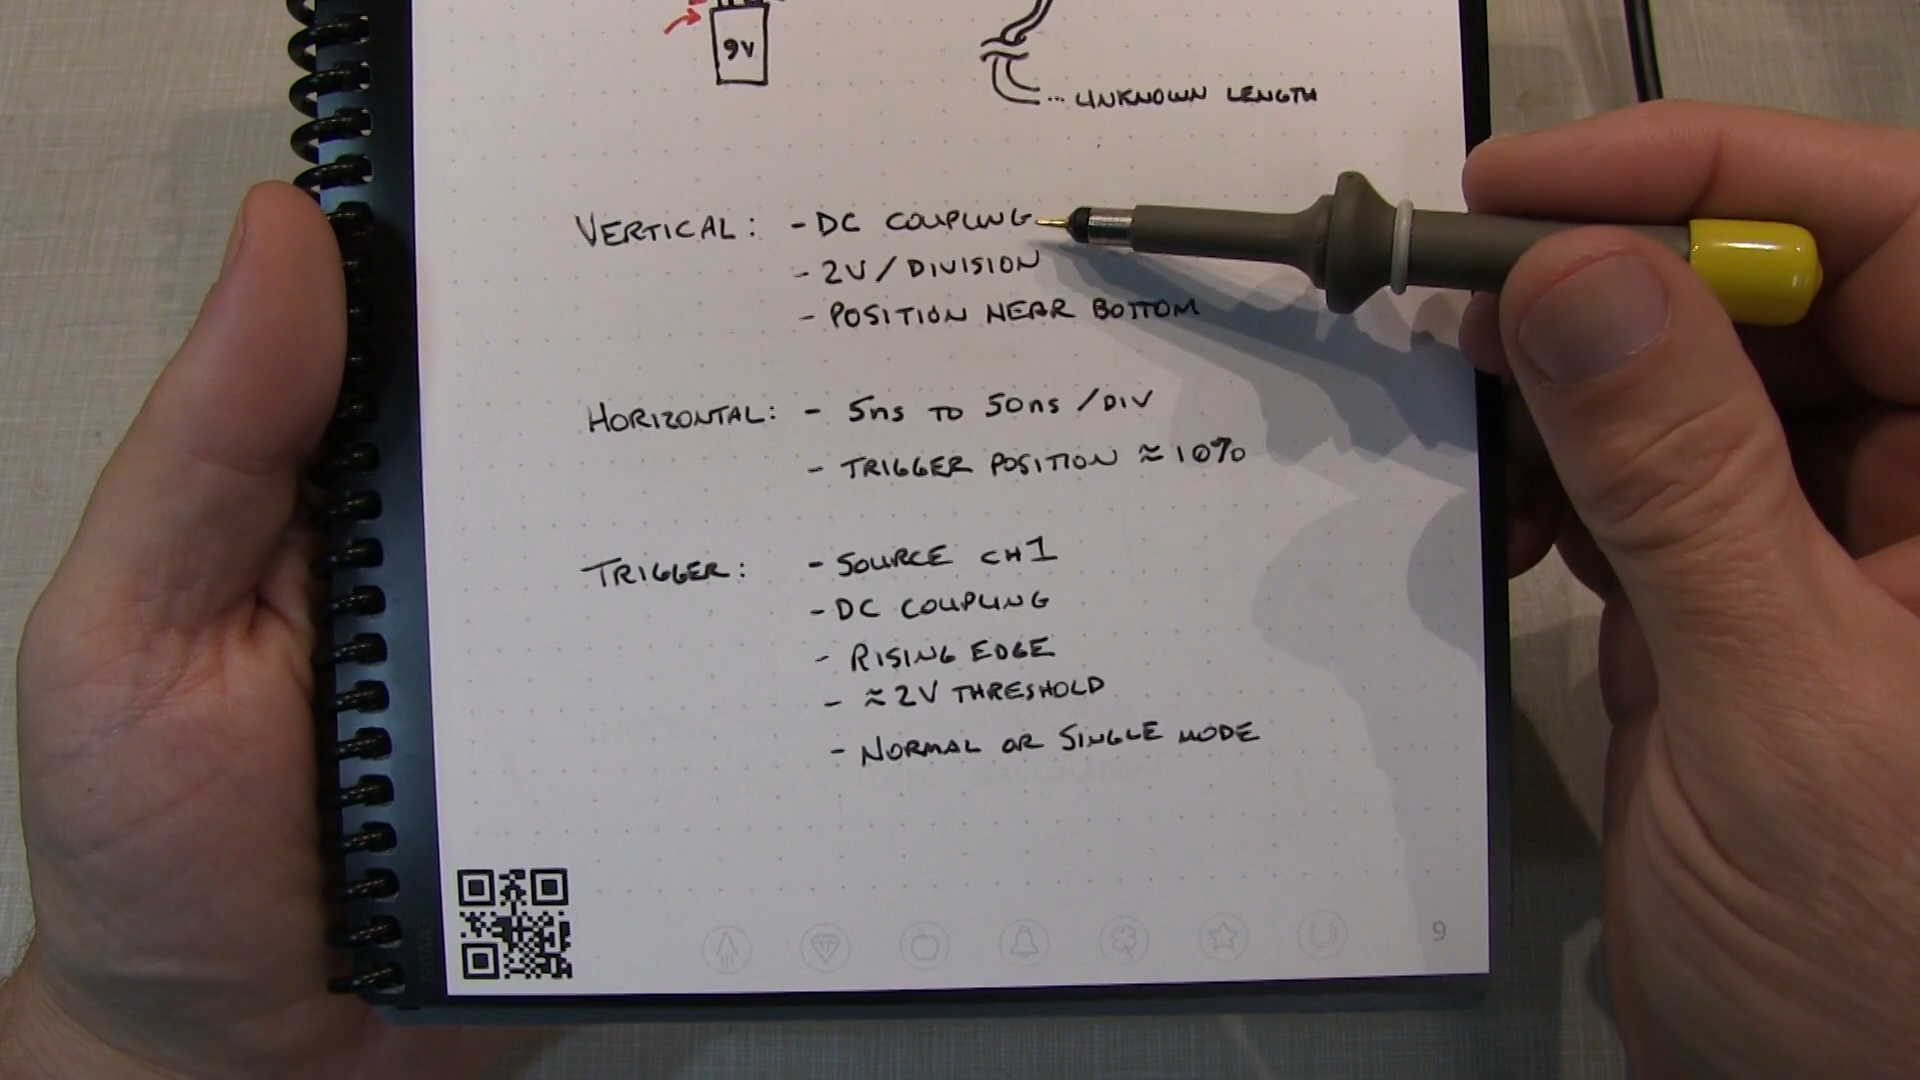 9V
... UNKNOWN LENGTH
VERTICAL: - DC COUPLING
- 2V / DIVISION
- POSITION NEAR BOTTOM
HORIZONTAL: - 5ns TO 50ns / DIV
- TRIGGER POSITION ≈ 10%
TRIGGER: - SOURCE CH1
- DC COUPLING
- RISING EDGE
- ≈ 2V THRESHOLD
- NORMAL OR SINGLE MODE
9